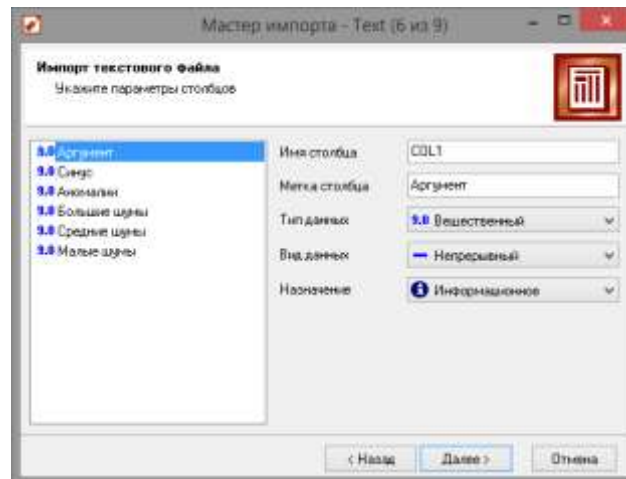 Мастер импорта - Text (6 из 9)
Импорт текстового файла
Укажите параметры столбцов
9.0 Аргумент
9.0 Синус
9.0 Аномалии
9.0 Большие шумы
9.0 Средние шумы
9.0 Малые шумы
Имя столбца COL1
Метка столбца Аргумент
Тип данных 9.0 Вещественный
Вид данных Непрерывный
Назначение Информационное
< Назад Далее > Отмена